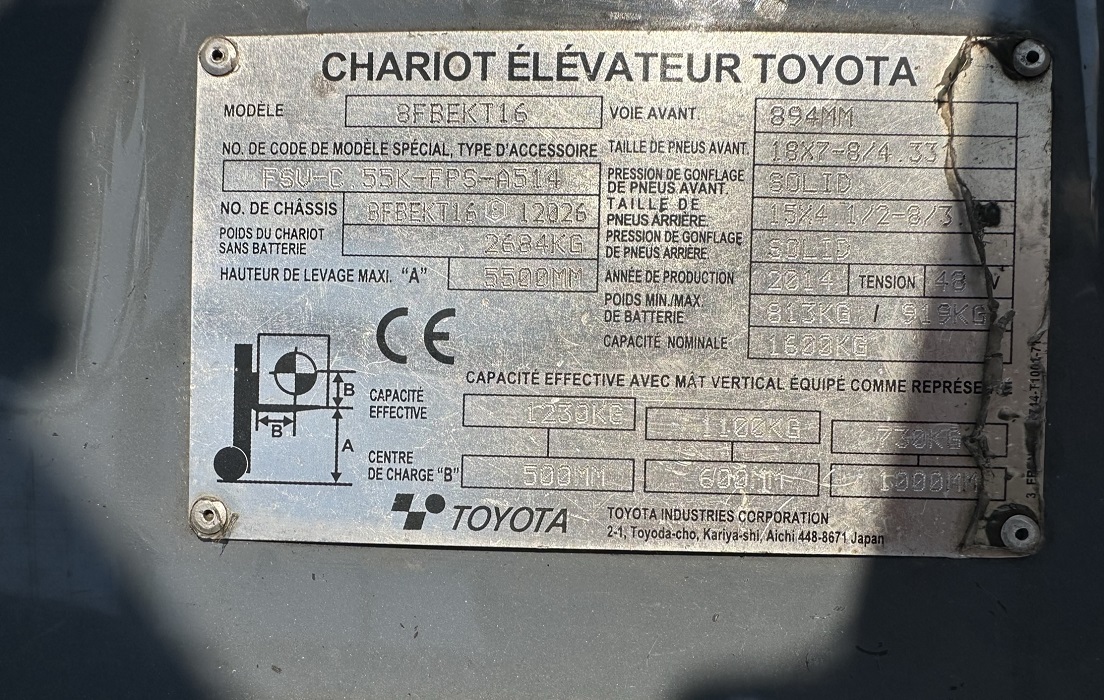 CHARIOT ÉLÉVATEUR TOYOTA
MODÈLE 8FBEKT16
NO. DE CODE DE MODÈLE SPÉCIAL, TYPE D'ACCESSOIRE
FSV-C 55K-FPS-A514
NO. DE CHÂSSIS 8FBEKT16 12026
POIDS DU CHARIOT
SANS BATTERIE 2684KG
HAUTEUR DE LEVAGE MAXI. "A" 5500MM
VOIE AVANT. 894MM
TAILLE DE PNEUS AVANT. 18X7-8/4.33
PRESSION DE GONFLAGE
DE PNEUS AVANT. SOLID
TAILLE DE
PNEUS ARRIÈRE. 15X4 1/2-8/3
PRESSION DE GONFLAGE
DE PNEUS ARRIÈRE. SOLID
ANNÉE DE PRODUCTION 2014 TENSION 48 V
POIDS MIN./MAX.
DE BATTERIE 813KG / 919KG
CAPACITÉ NOMINALE 1600KG
CE
B
B
A
CAPACITÉ EFFECTIVE AVEC MÂT VERTICAL ÉQUIPÉ COMME
CAPACITÉ
EFFECTIVE 1230KG 1100KG 730KG
CENTRE
DE CHARGE "B" 500MM 600MM 1000MM
TOYOTA
TOYOTA INDUSTRIES CORPORATION
2-1, Toyoda-cho, Kariya-shi, Aichi 448-8671 Japan